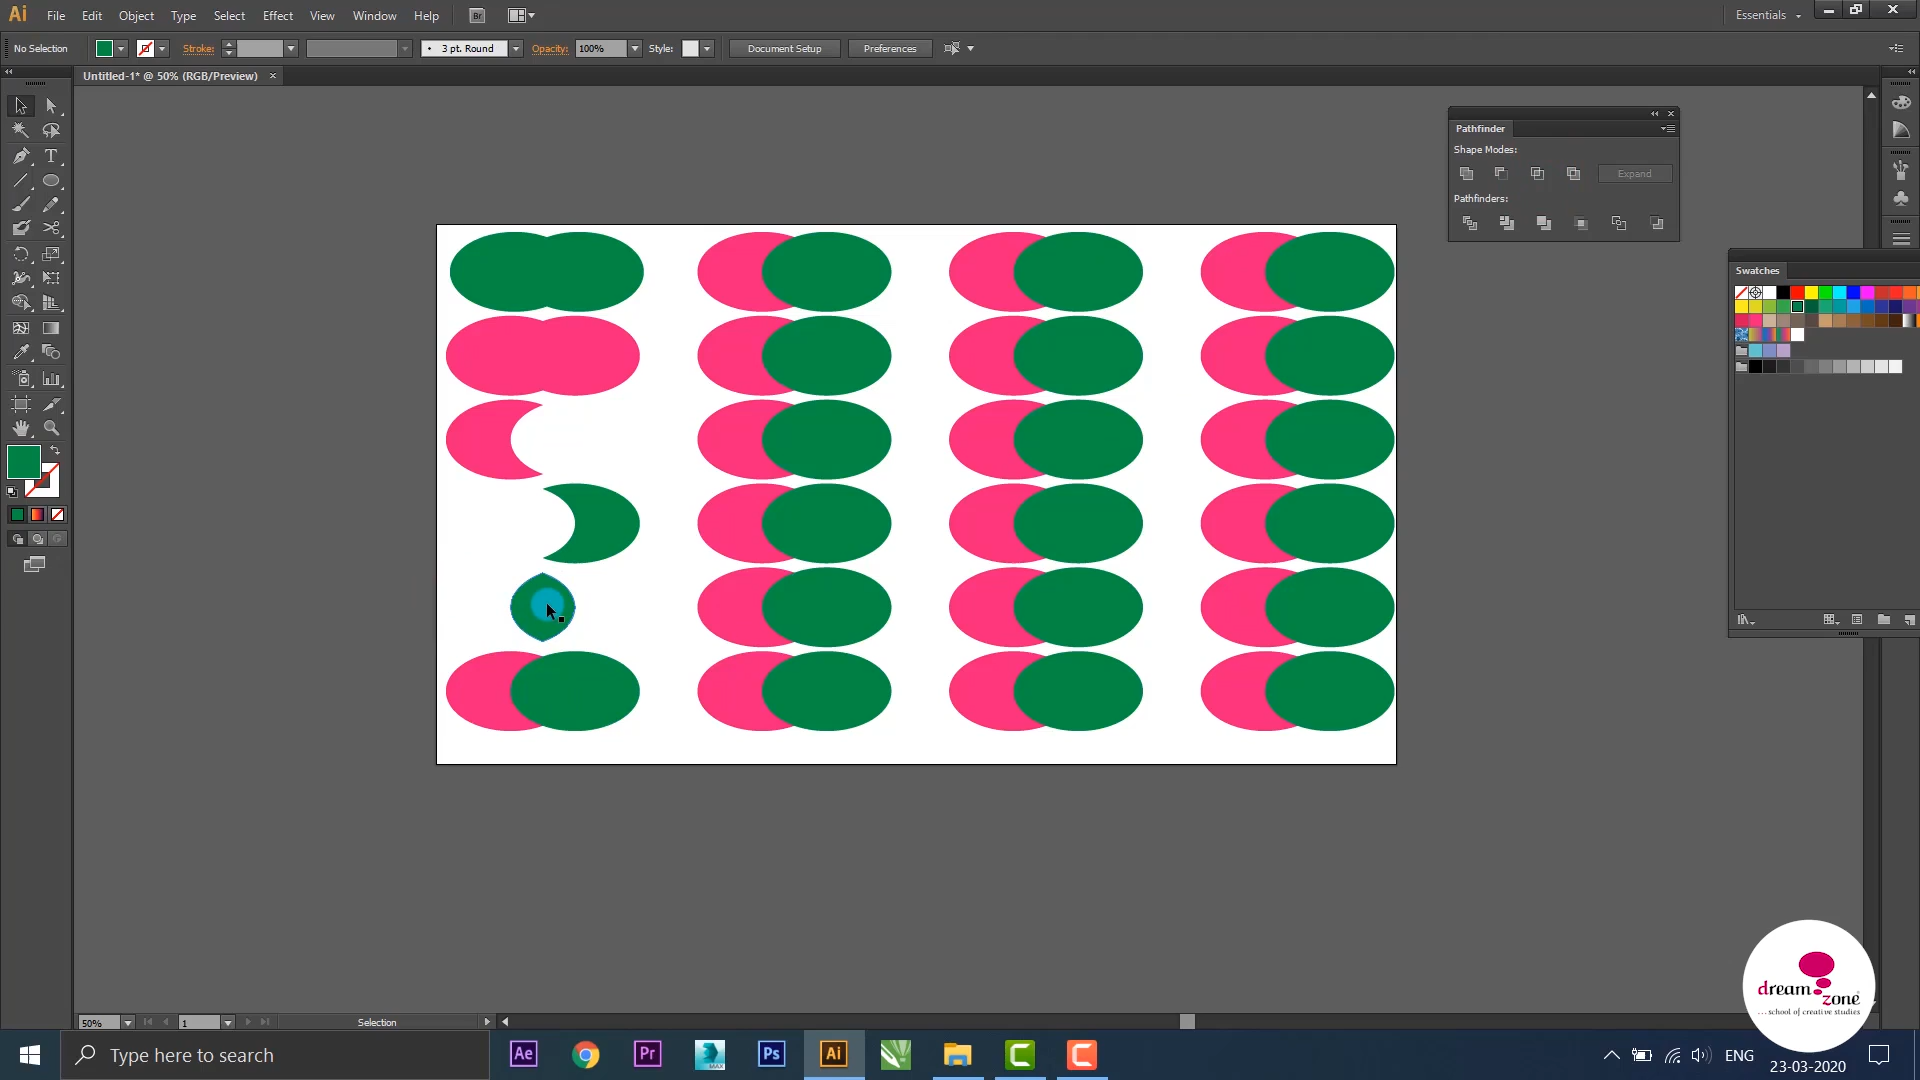 Ai File Edit Object Type Select Effect View Window Help Br Essentials
No Selection Stroke: 3 pt. Round Opacity: 100% Style: Document Setup Preferences
Untitled-1* @ 50% (RGB/Preview)
Pathfinder
Shape Modes:
Expand
Pathfinders:
Swatches
50% 1 Selection
dream zone
...school of creative studies
Type here to search Ae Pr MAX Ps Ai ENG
23-03-2020